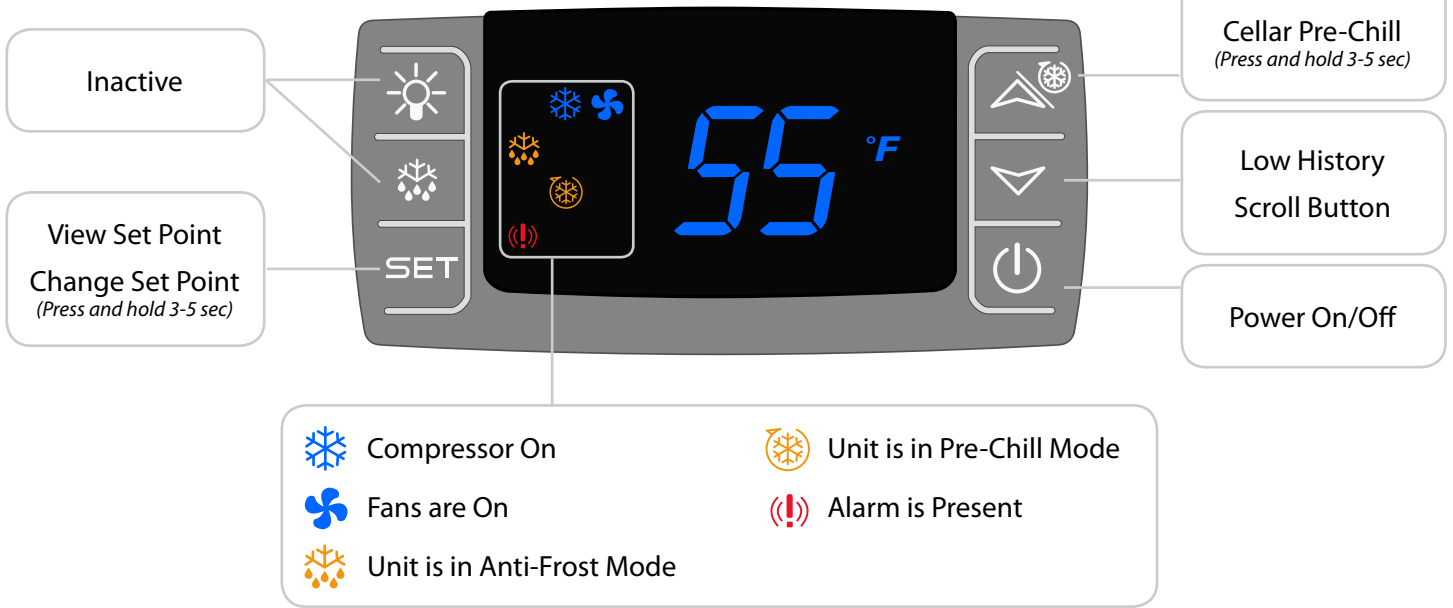 Inactive
View Set Point
Change Set Point
(Press and hold 3-5 sec)
SET
55 °F
Cellar Pre-Chill
(Press and hold 3-5 sec)
Low History
Scroll Button
Power On/Off
Compressor On
Fans are On
Unit is in Anti-Frost Mode
Unit is in Pre-Chill Mode
Alarm is Present